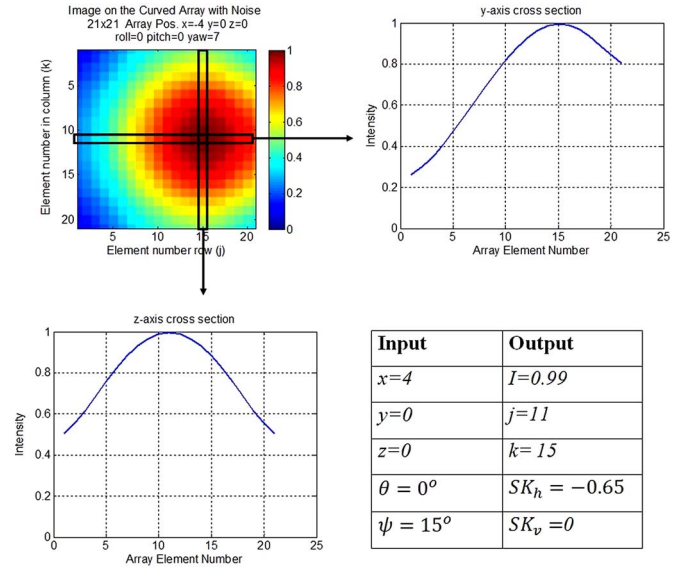 Image on the Curved Array with Noise
21x21 Array Pos. x=-4 y=0 z=0
roll=0 pitch=0 yaw=7
Element number in column (k)
5
10
15
20
5
10
15
20
Element number row (j)
1
0.8
0.6
0.4
0.2
0
y-axis cross section
Intensity
1
0.8
0.6
0.4
0.2
0
0
5
10
15
20
25
Array Element Number
z-axis cross section
Intensity
1
0.8
0.6
0.4
0.2
0
0
5
10
15
20
25
Array Element Number
Input Output
x=4 I=0.99
y=0 j=11
z=0 k= 15
θ = 0° SKₕ = −0.65
ψ = 15° SKᵥ =0